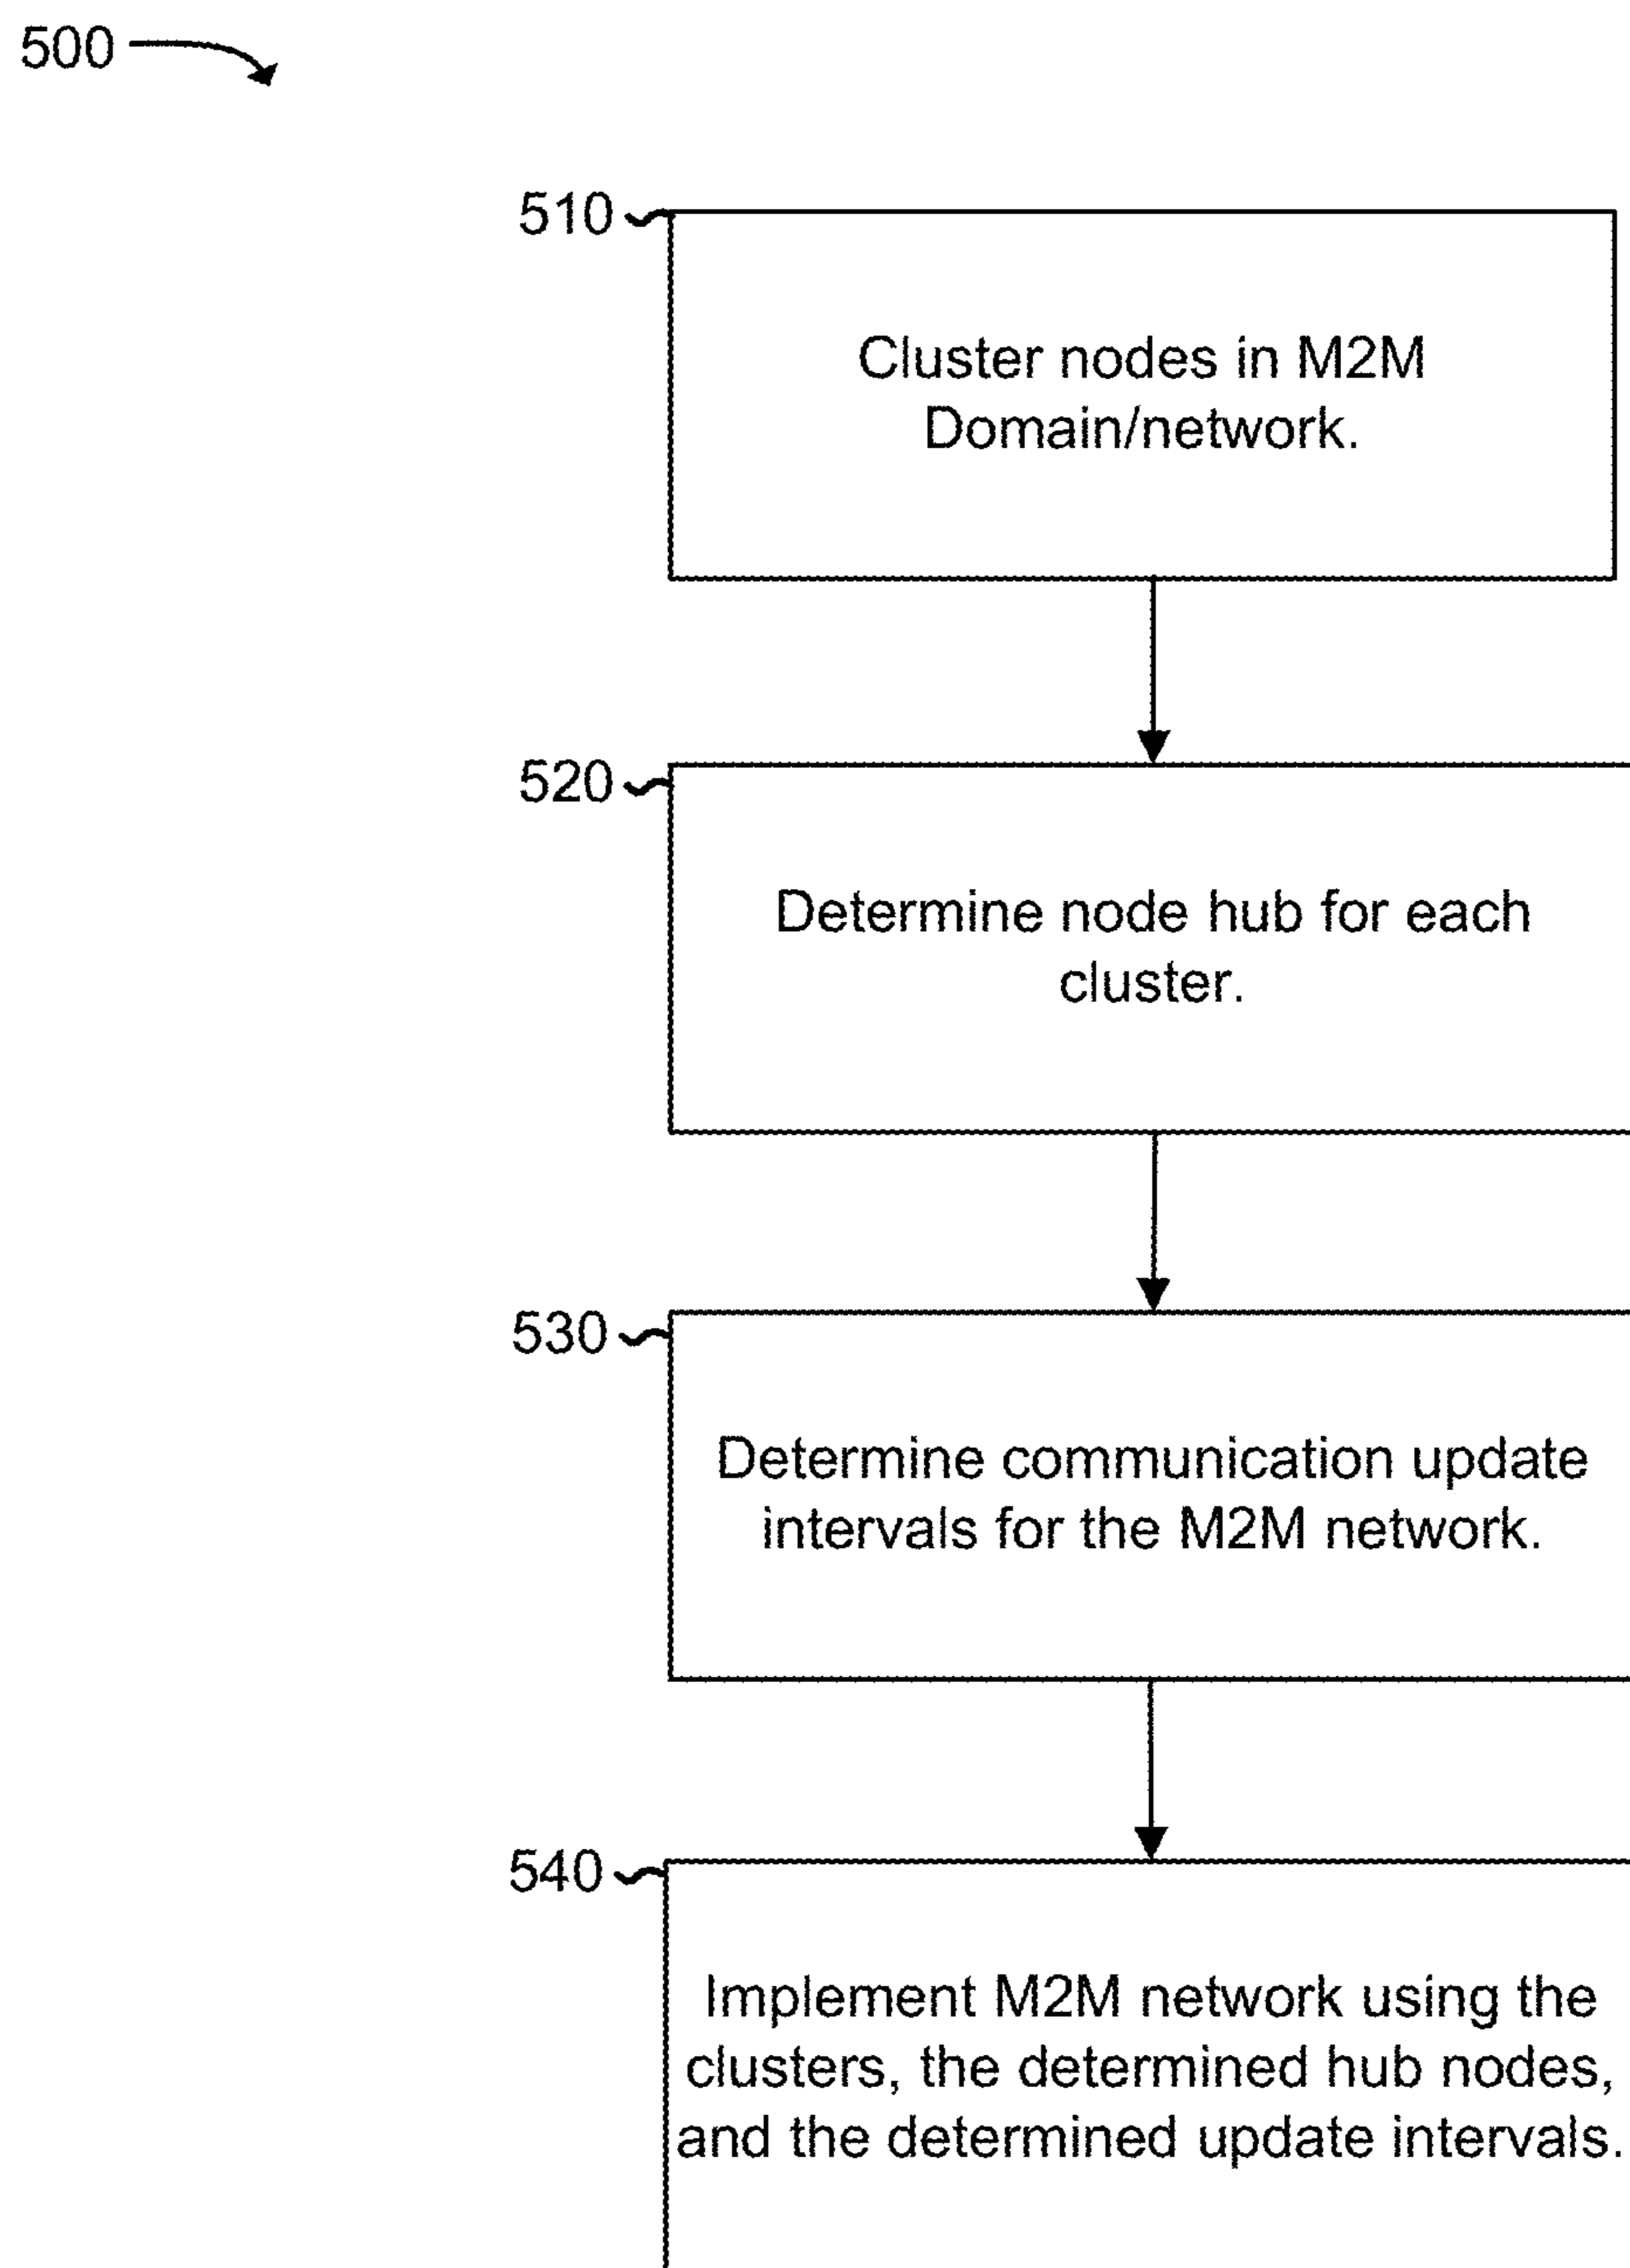 500
510
Cluster nodes in M2M
Domain/network.
520
Determine node hub for each
cluster.
530
Determine communication update
intervals for the M2M network.
540
Implement M2M network using the
clusters, the determined hub nodes,
and the determined update intervals.